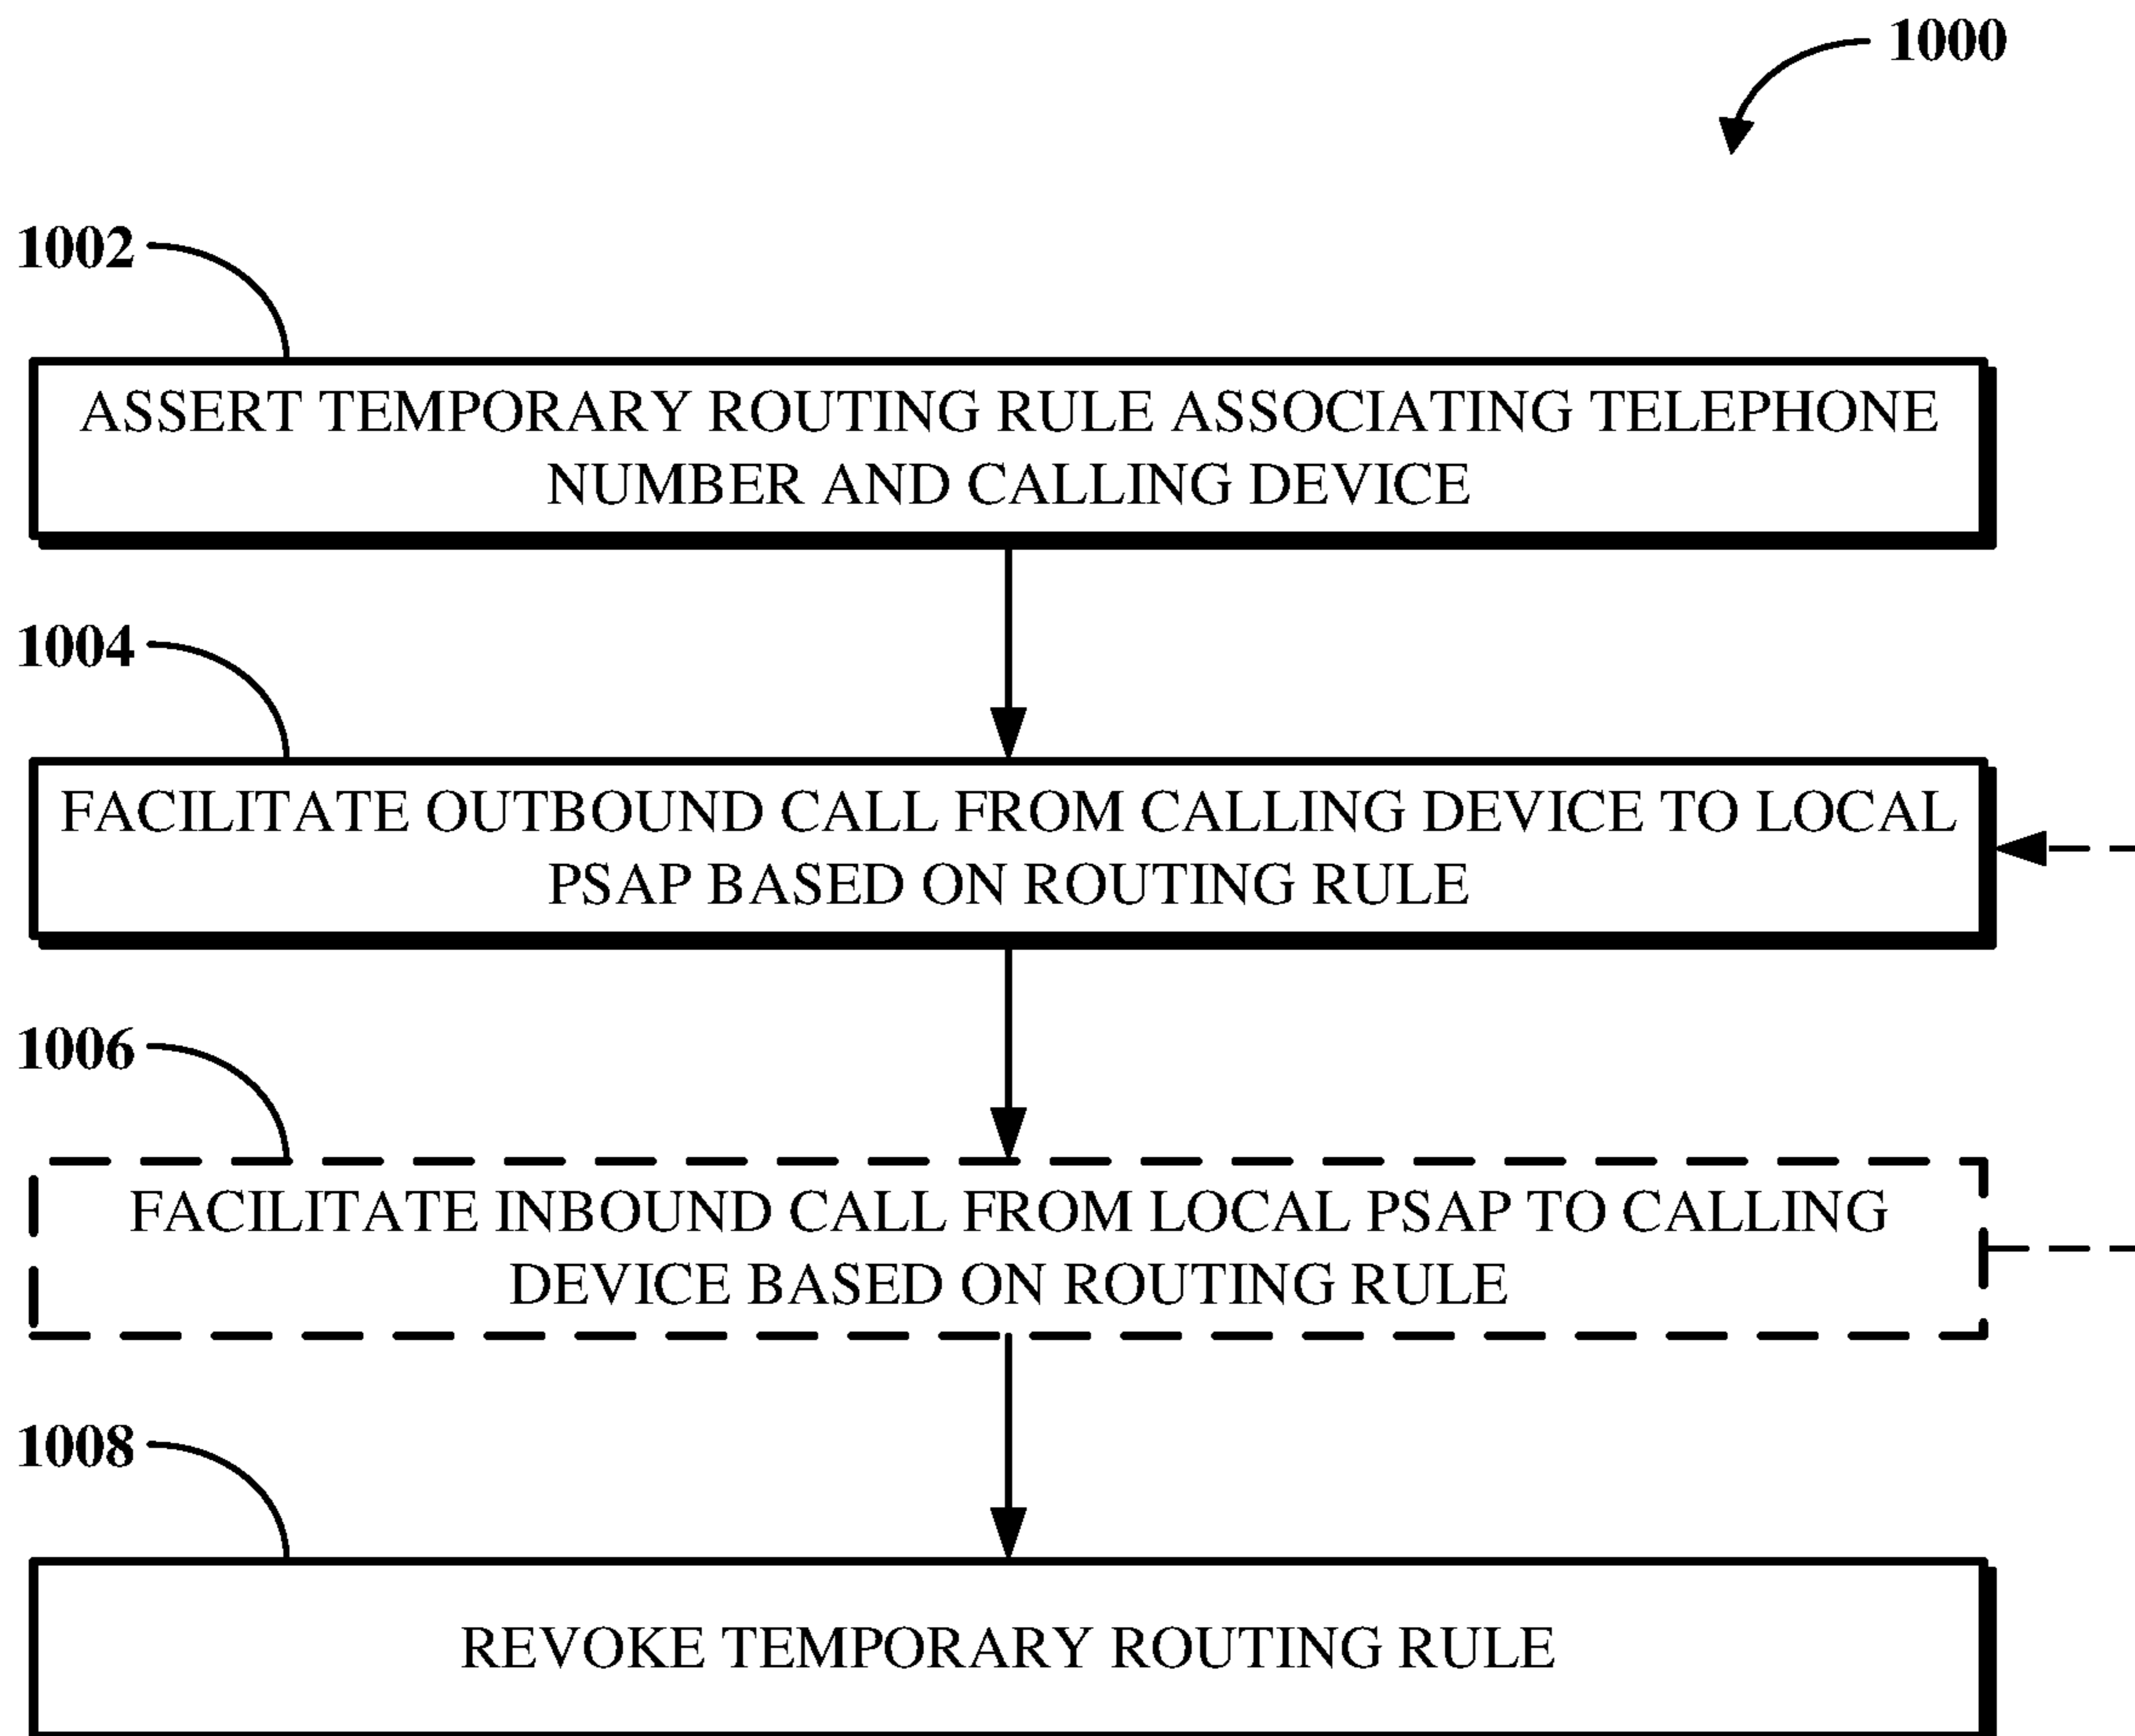 1000
1002
ASSERT TEMPORARY ROUTING RULE ASSOCIATING TELEPHONE
NUMBER AND CALLING DEVICE
1004
FACILITATE OUTBOUND CALL FROM CALLING DEVICE TO LOCAL
PSAP BASED ON ROUTING RULE
1006
FACILITATE INBOUND CALL FROM LOCAL PSAP TO CALLING
DEVICE BASED ON ROUTING RULE
1008
REVOKE TEMPORARY ROUTING RULE